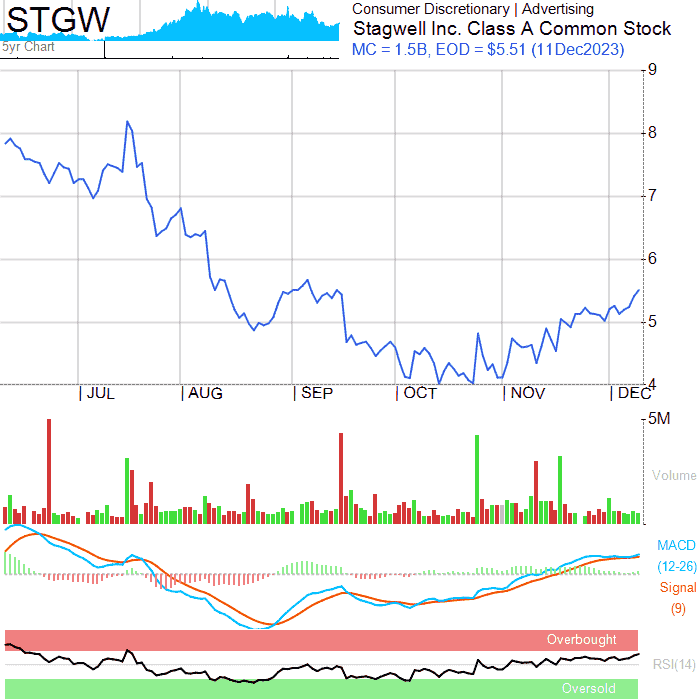 STGW
5yr Chart
Consumer Discretionary | Advertising
Stagwell Inc. Class A Common Stock
MC = 1.5B, EOD = $5.51 (11Dec2023)
9
8
7
6
5
4
JUL AUG SEP OCT NOV DEC
5M
Volume
MACD
(12-26)
Signal
(9)
Overbought
RSI(14)
Oversold